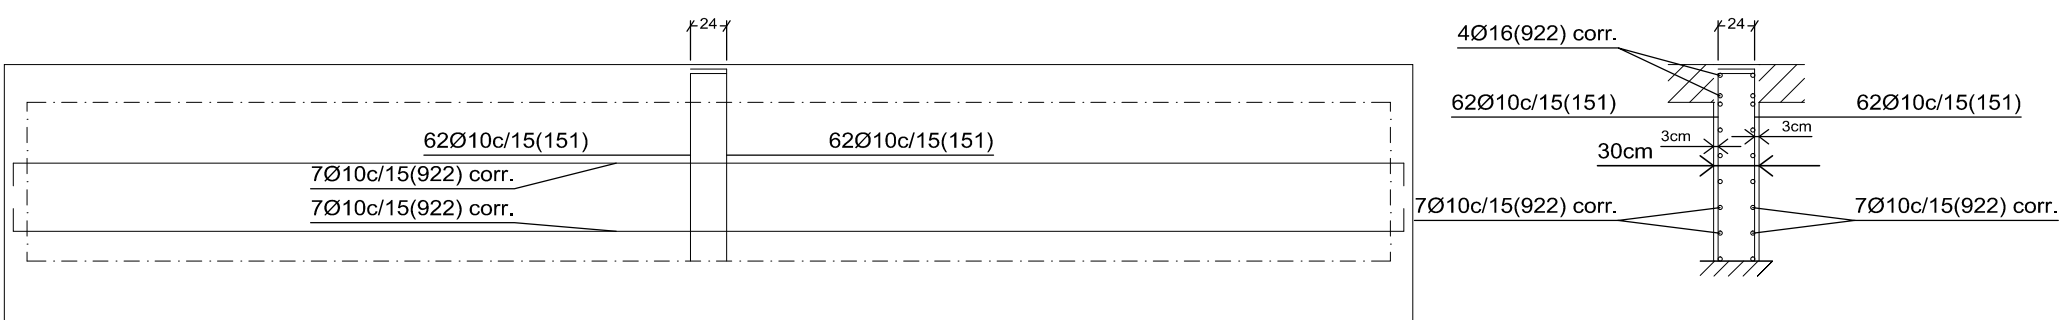 24
62Ø10c/15(151)
62Ø10c/15(151)
7Ø10c/15(922) corr.
7Ø10c/15(922) corr.
24
4Ø16(922) corr.
62Ø10c/15(151)
62Ø10c/15(151)
3cm
3cm
30cm
7Ø10c/15(922) corr.
7Ø10c/15(922) corr.